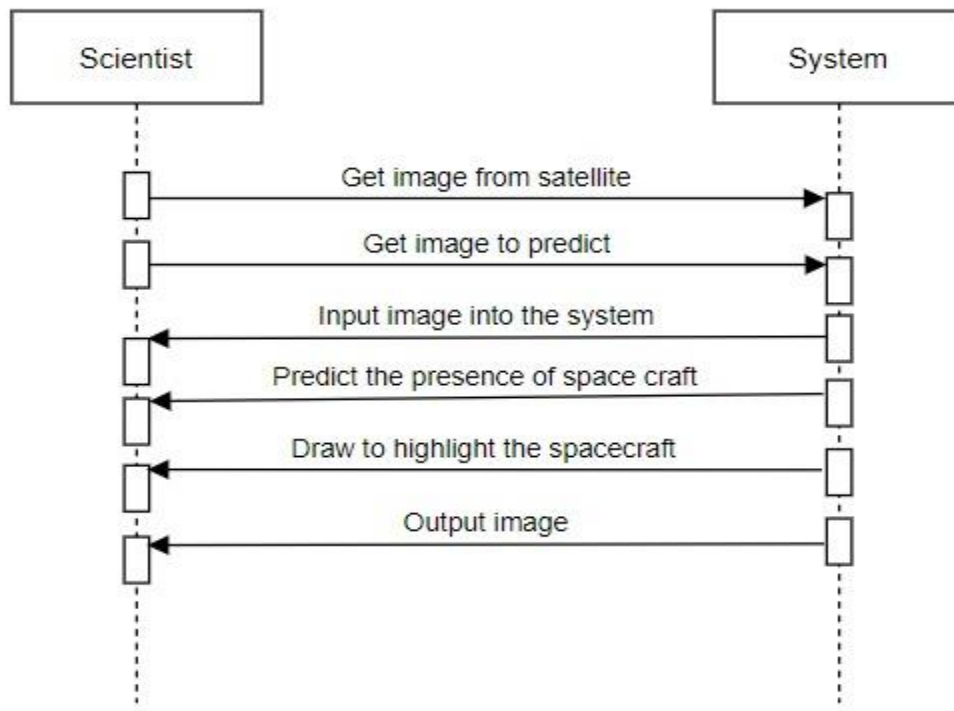 Scientist
System
Get image from satellite
Get image to predict
Input image into the system
Predict the presence of space craft
Draw to highlight the spacecraft
Output image